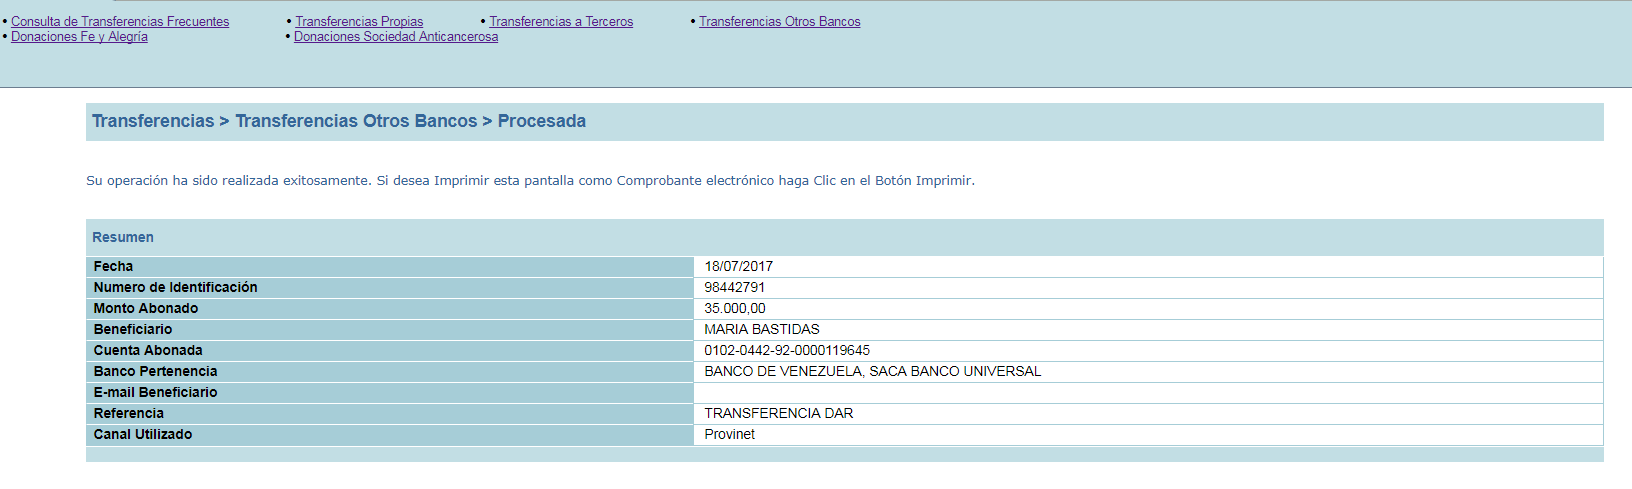 • Consulta de Transferencias Frecuentes • Transferencias Propias • Transferencias a Terceros • Transferencias Otros Bancos
• Donaciones Fe y Alegría • Donaciones Sociedad Anticancerosa
Transferencias > Transferencias Otros Bancos > Procesada
Su operación ha sido realizada exitosamente. Si desea Imprimir esta pantalla como Comprobante electrónico haga Clic en el Botón Imprimir.
Resumen
Fecha 18/07/2017
Numero de Identificación 98442791
Monto Abonado 35.000,00
Beneficiario MARIA BASTIDAS
Cuenta Abonada 0102-0442-92-0000119645
Banco Pertenencia BANCO DE VENEZUELA, SACA BANCO UNIVERSAL
E-mail Beneficiario
Referencia TRANSFERENCIA DAR
Canal Utilizado Provinet